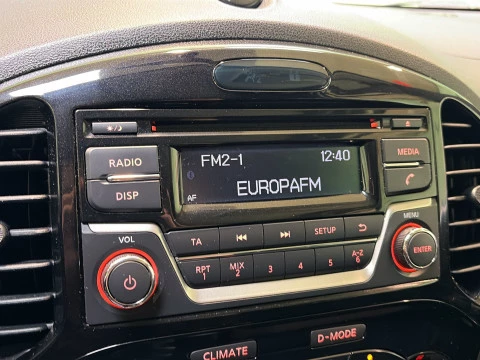 RADIO
DISP
FM2-1 12:40
AF EUROPAFM
MEDIA
VOL
TA
SETUP
MENU
ENTER
RPT 1
MIX 2
3
4
5
A-Z 6
CLIMATE
D-MODE